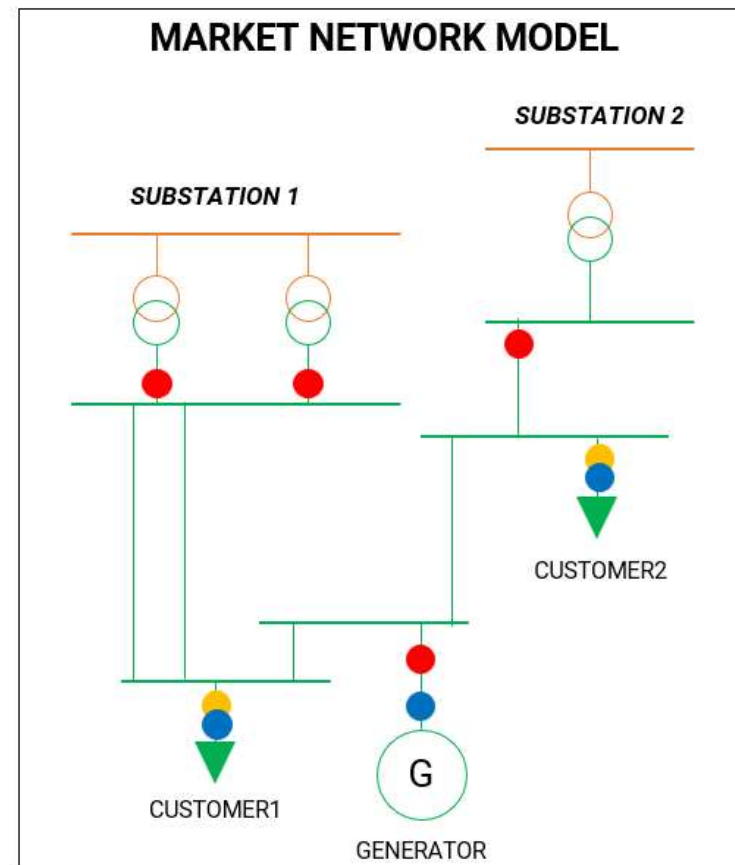 MARKET NETWORK MODEL
SUBSTATION 2
SUBSTATION 1
CUSTOMER2
CUSTOMER1
G
GENERATOR